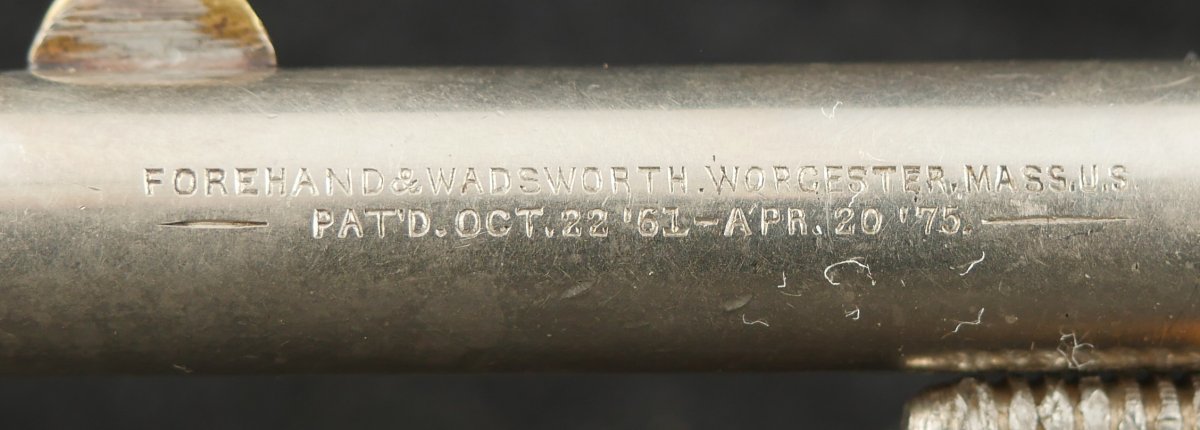 FOREHAND & WADSWORTH. WORCESTER, MASS. U.S.
PAT'D. OCT. 22 '61 - APR. 20 '75.